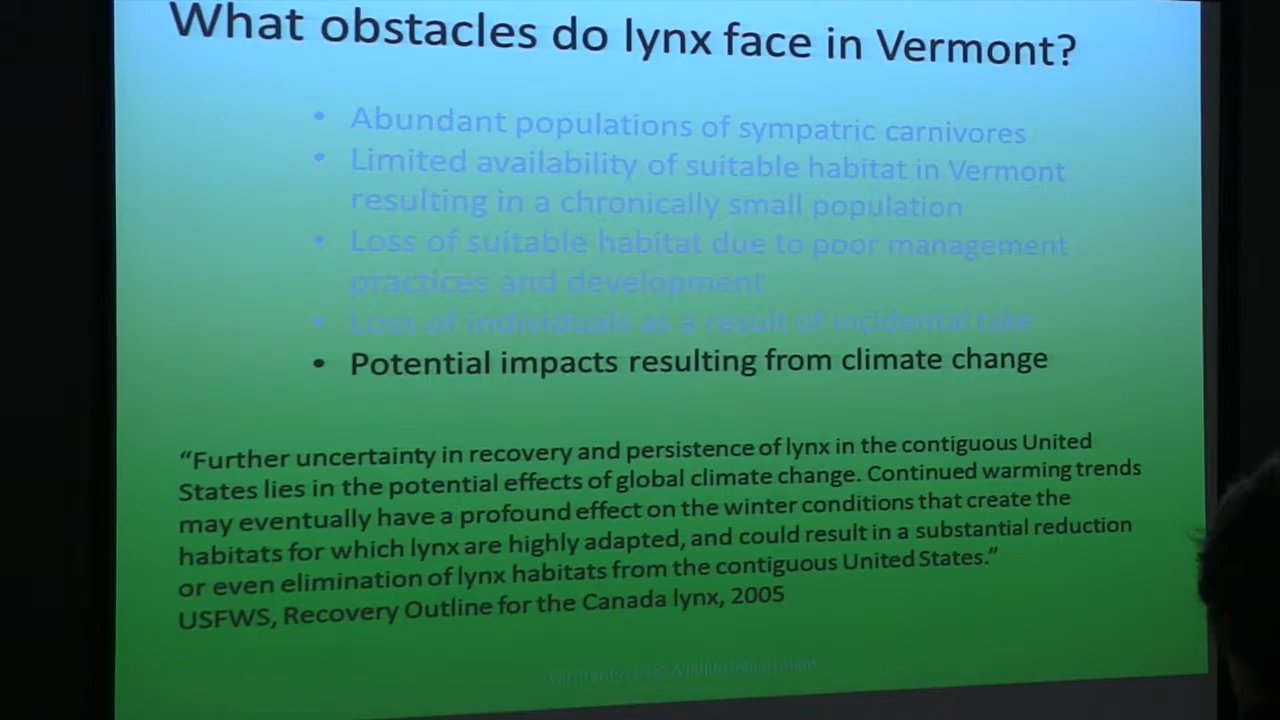 What obstacles do lynx face in Vermont?
• Abundant populations of sympatric carnivores
• Limited availability of suitable habitat in Vermont
resulting in a chronically small population
• Loss of suitable habitat due to poor management
practices and development
• Loss of individuals as a result of incidental take
• Potential impacts resulting from climate change
“Further uncertainty in recovery and persistence of lynx in the contiguous United
States lies in the potential effects of global climate change. Continued warming trends
may eventually have a profound effect on the winter conditions that create the
habitats for which lynx are highly adapted, and could result in a substantial reduction
or even elimination of lynx habitats from the contiguous United States.”
USFWS, Recovery Outline for the Canada lynx, 2005
Vermont Wildlife Department